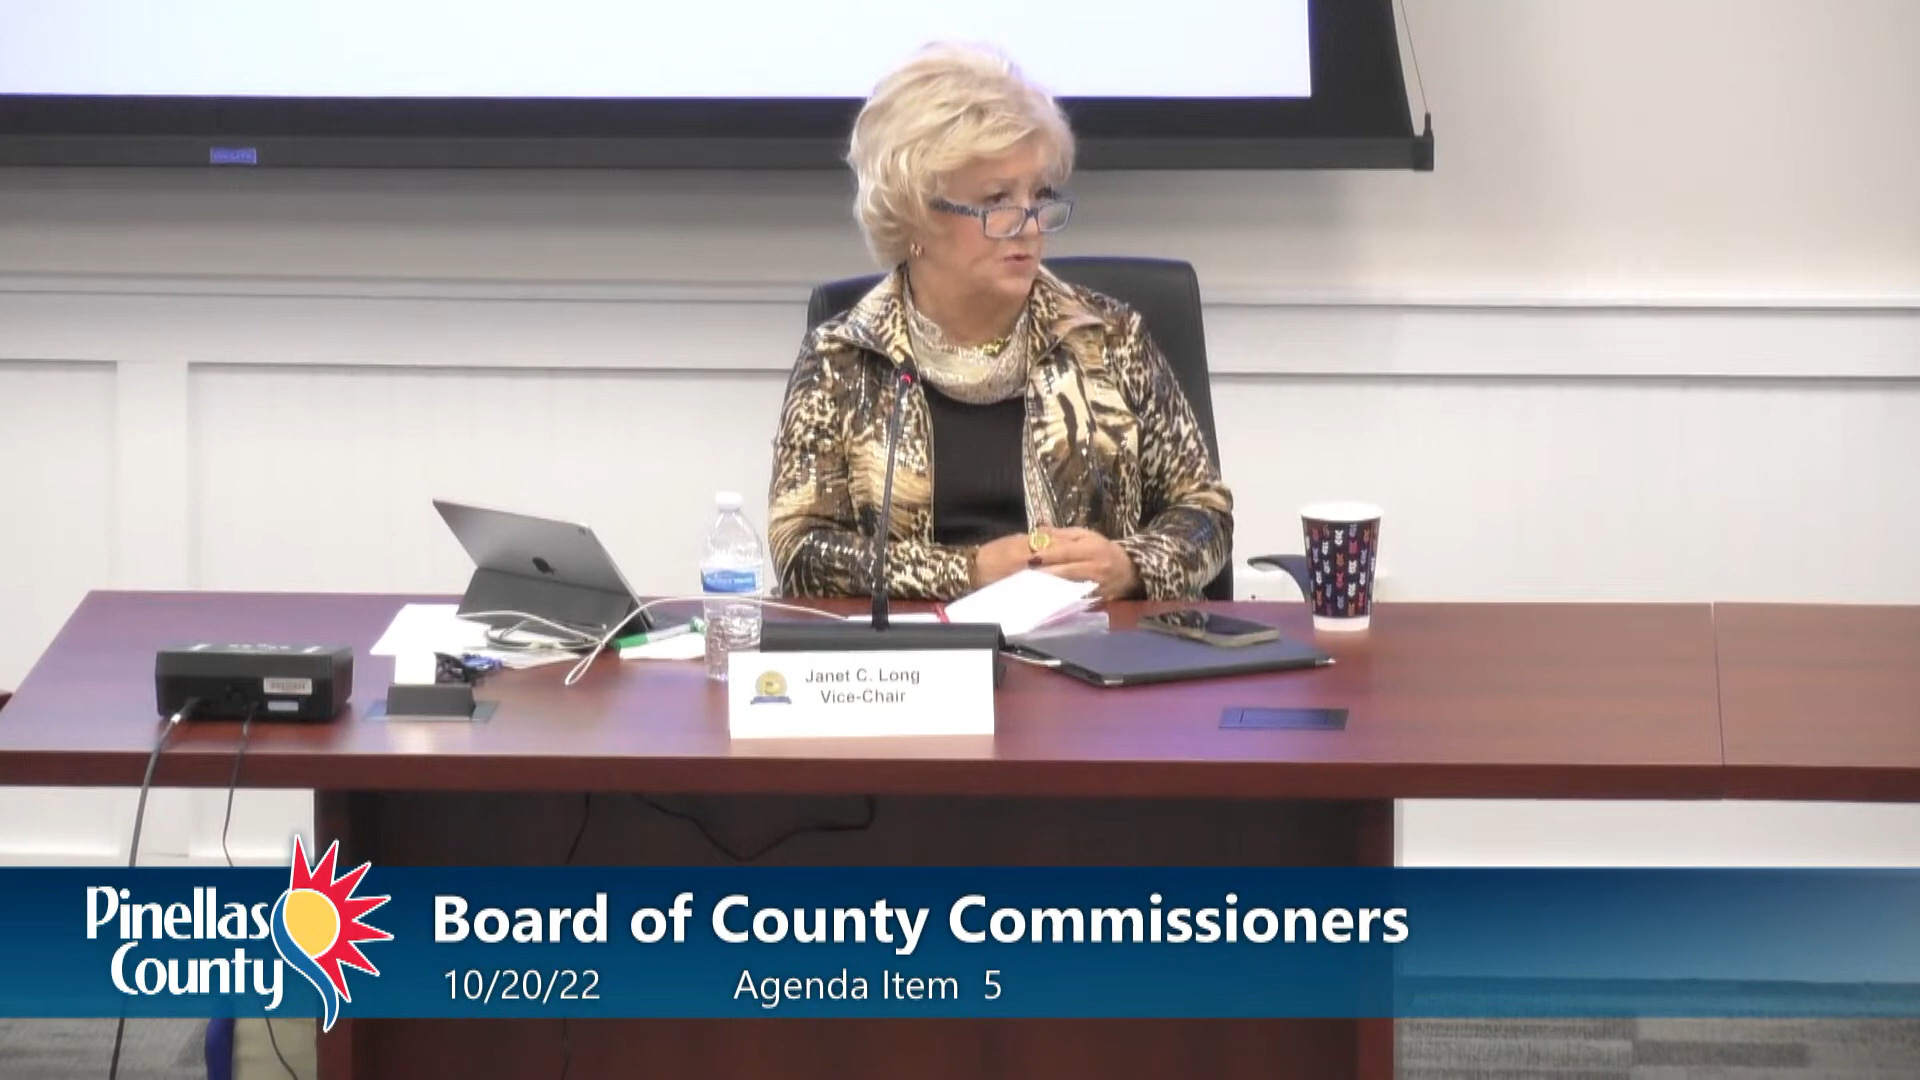 Janet C. Long
Vice-Chair
Pinellas
County
Board of County Commissioners
10/20/22 Agenda Item 5